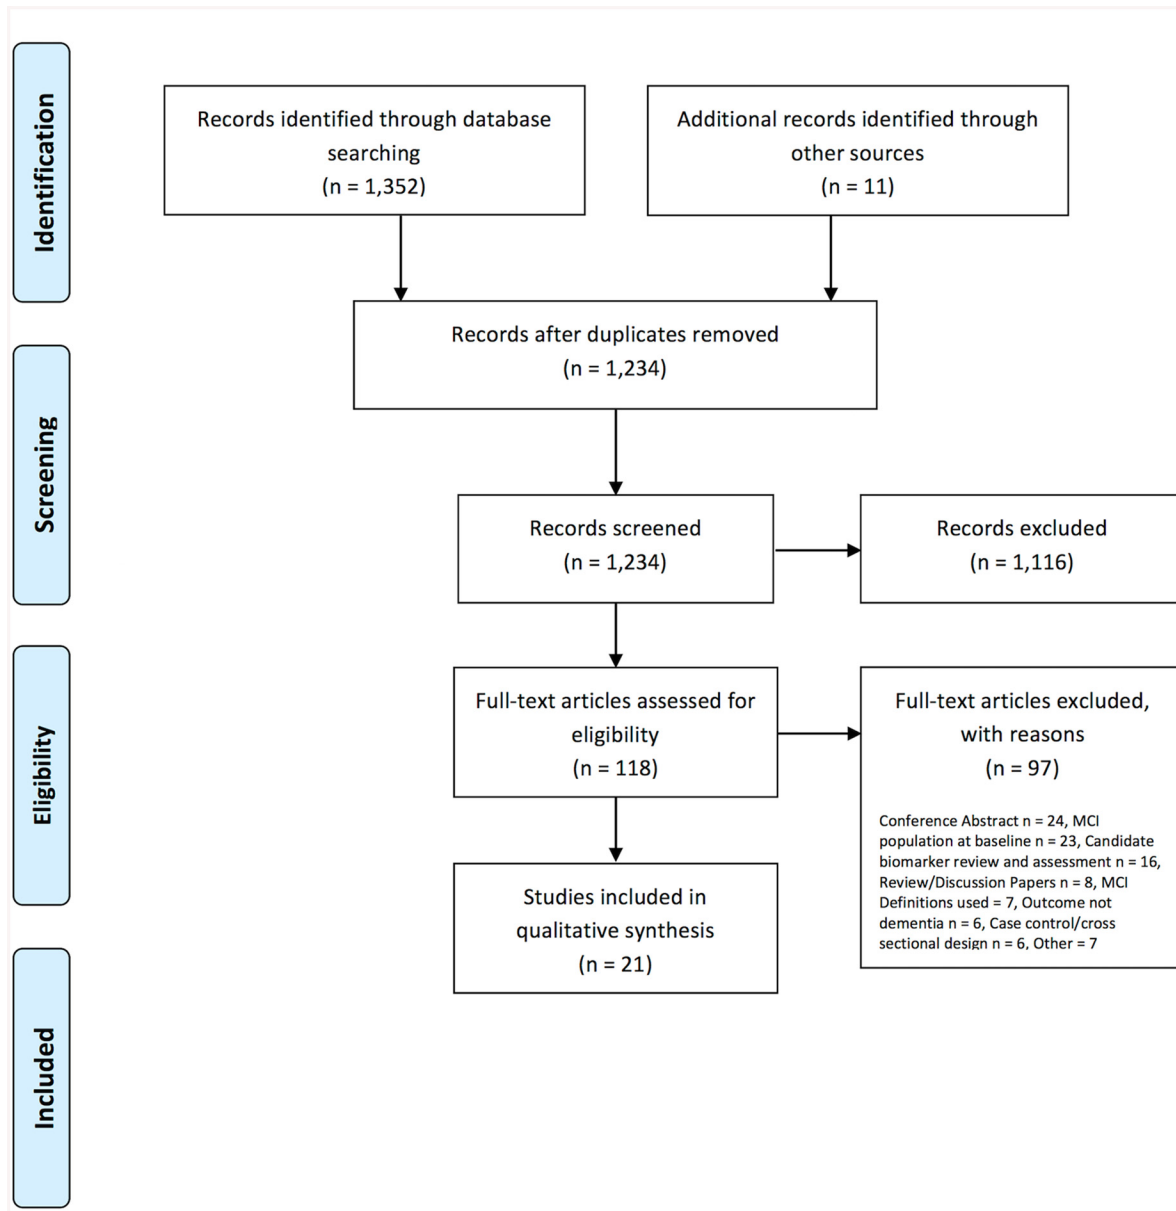 Identification
Records identified through database
searching
(n = 1,352)
Additional records identified through
other sources
(n = 11)
Records after duplicates removed
(n = 1,234)
Screening
Records screened
(n = 1,234)
Records excluded
(n = 1,116)
Eligibility
Full-text articles assessed for
eligibility
(n = 118)
Full-text articles excluded,
with reasons
(n = 97)
Conference Abstract n = 24, MCI
population at baseline n = 23, Candidate
biomarker review and assessment n = 16,
Review/Discussion Papers n = 8, MCI
Definitions used = 7, Outcome not
dementia n = 6, Case control/cross
sectional design n = 6, Other = 7
Studies included in
qualitative synthesis
(n = 21)
Included